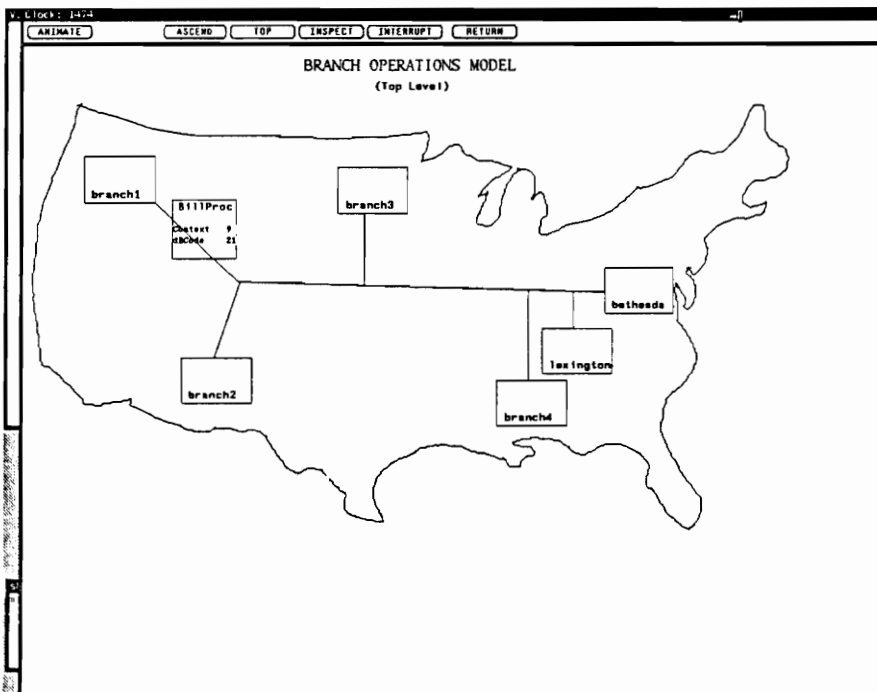 V. Clock: 1474
ANIMATE ASCEND TOP INSPECT INTERRUPT RETURN
BRANCH OPERATIONS MODEL
(Top Level)
branch1
BillProc
Context 9
dBCode 21
branch3
bethesda
lexington
branch2
branch4